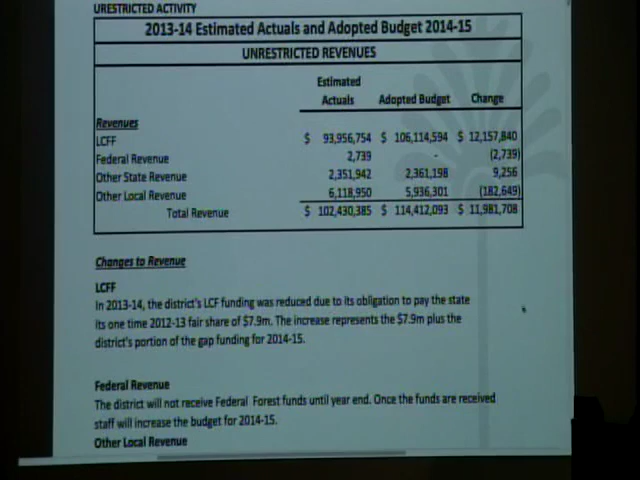 URESTRICTED ACTIVITY
2013-14 Estimated Actuals and Adopted Budget 2014-15
UNRESTRICTED REVENUES
Estimated
Actuals Adopted Budget Change
Revenues
LCFF $ 93,956,754 $ 106,114,594 $ 12,157,840
Federal Revenue 2,739 - (2,739)
Other State Revenue 2,351,942 2,361,198 9,256
Other Local Revenue 6,118,950 5,936,301 (182,649)
Total Revenue $ 102,430,385 $ 114,412,093 $ 11,981,708
Changes to Revenue
LCFF
In 2013-14, the district's LCF funding was reduced due to its obligation to pay the state
its one time 2012-13 fair share of $7.9m. The increase represents the $7.9m plus the
district's portion of the gap funding for 2014-15.
Federal Revenue
The district will not receive Federal Forest funds until year end. Once the funds are received
staff will increase the budget for 2014-15.
Other Local Revenue